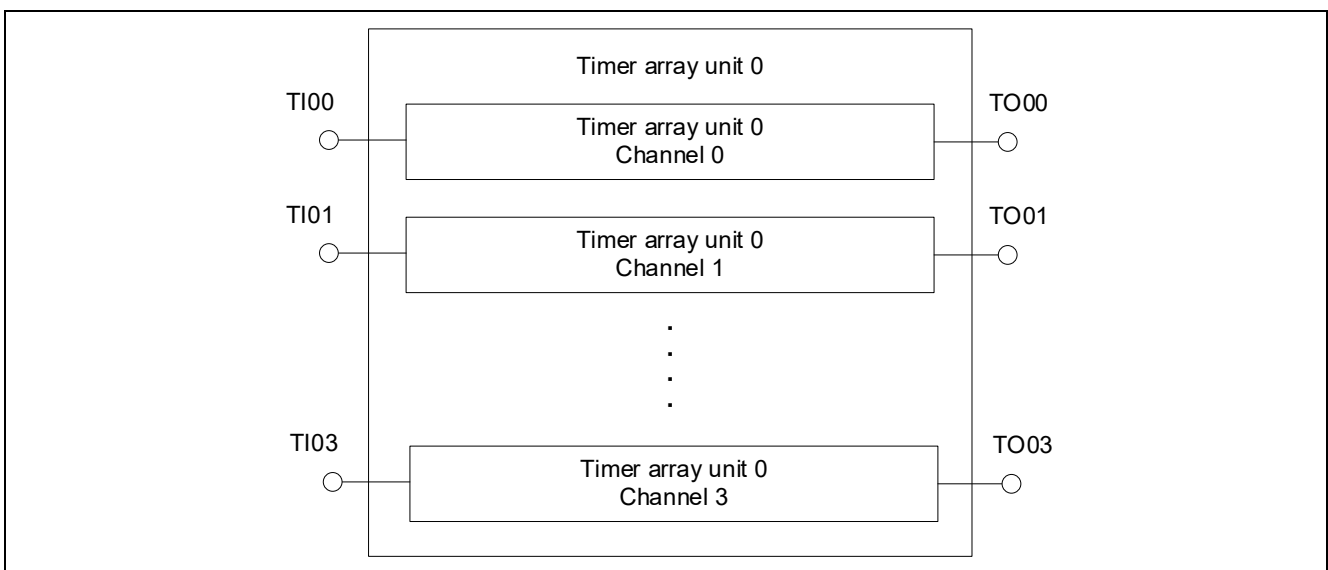 Timer array unit 0
TI00
Timer array unit 0
Channel 0
TO00
TI01
Timer array unit 0
Channel 1
TO01
TI03
Timer array unit 0
Channel 3
TO03